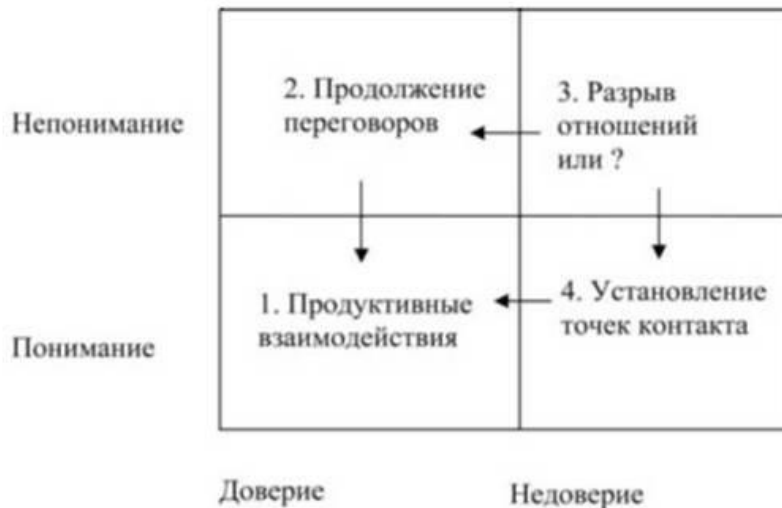 Непонимание
2. Продолжение
переговоров
3. Разрыв
отношений
или ?
Понимание
1. Продуктивные
взаимодействия
4. Установление
точек контакта
Доверие
Недоверие